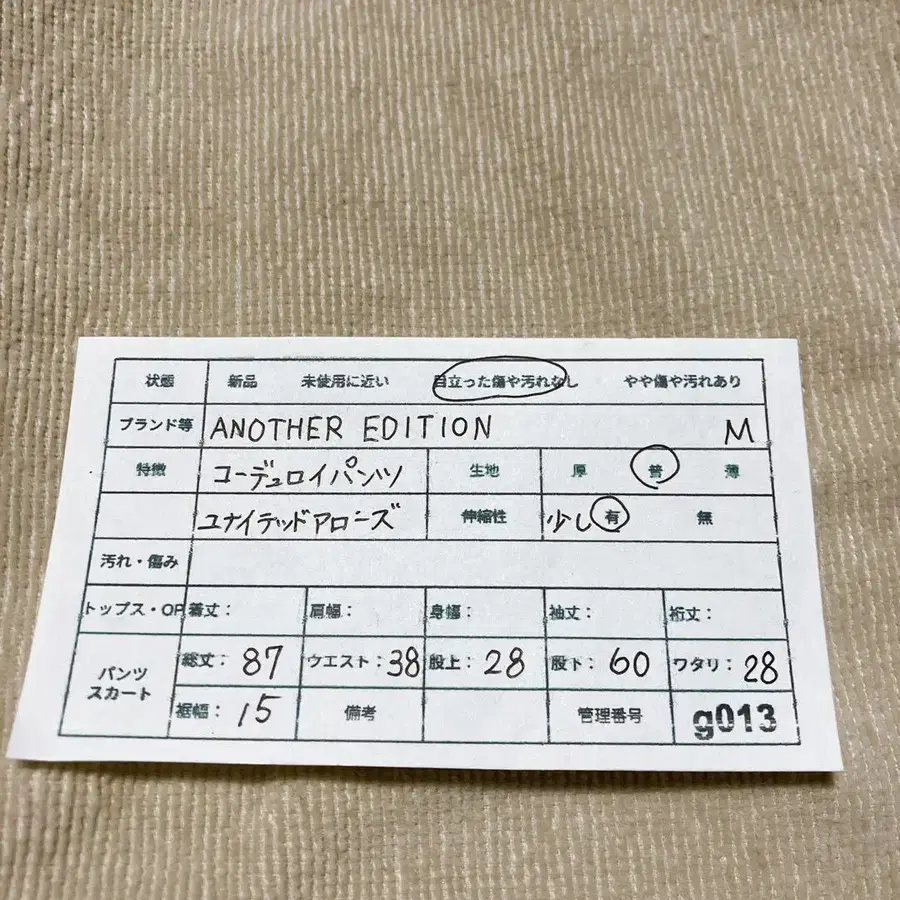 状態 新品 未使用に近い 目立った傷や汚れなし やや傷や汚れあり
ブランド等 ANOTHER EDITION M
特徴 コーデュロイパンツ 生地 厚 普 薄
ユナイテッドアローズ 伸縮性 少し有 無
汚れ・傷み
トップス・OP 着丈: 肩幅: 身幅: 袖丈: 裄丈:
パンツ スカート 総丈: 87 ウエスト: 38 股上: 28 股下: 60 ワタリ: 28
裾幅: 15 備考 管理番号 g013